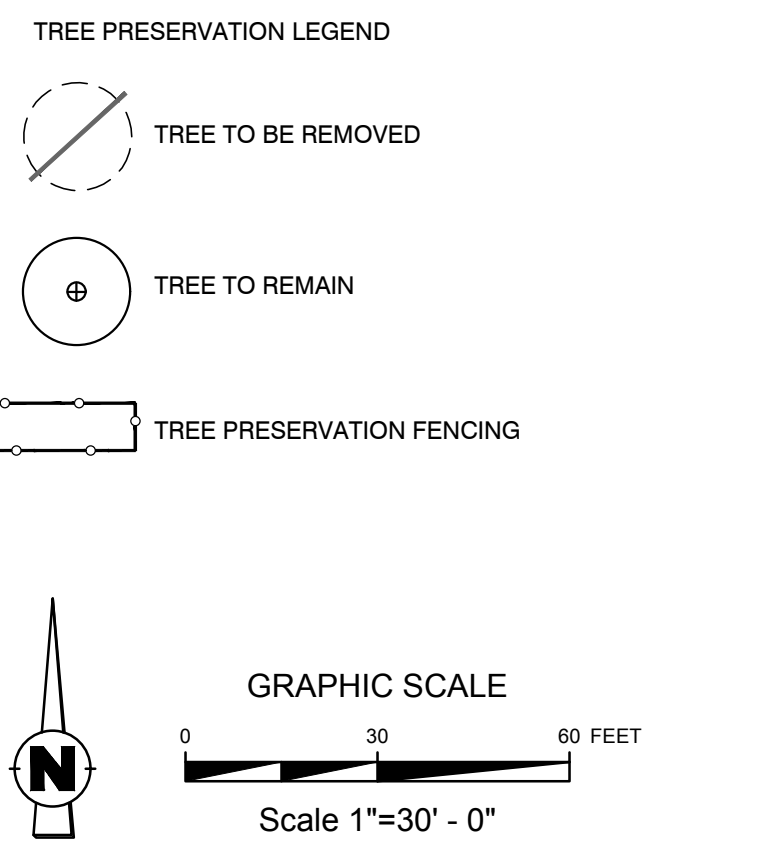 TREE PRESERVATION LEGEND
TREE TO BE REMOVED
TREE TO REMAIN
TREE PRESERVATION FENCING
GRAPHIC SCALE
0 30 60 FEET
N
Scale 1"=30' - 0"